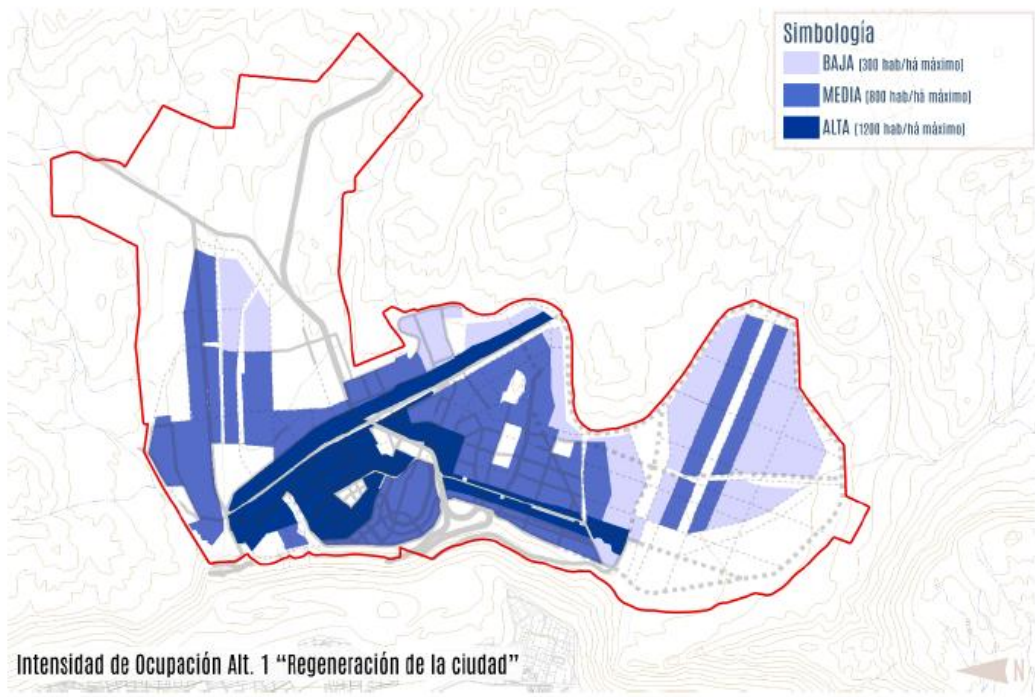 Simbología
BAJA (300 hab/há máximo)
MEDIA (800 hab/há máximo)
ALTA (1200 hab/há máximo)
Intensidad de Ocupación Alt. 1 “Regeneración de la ciudad”
N